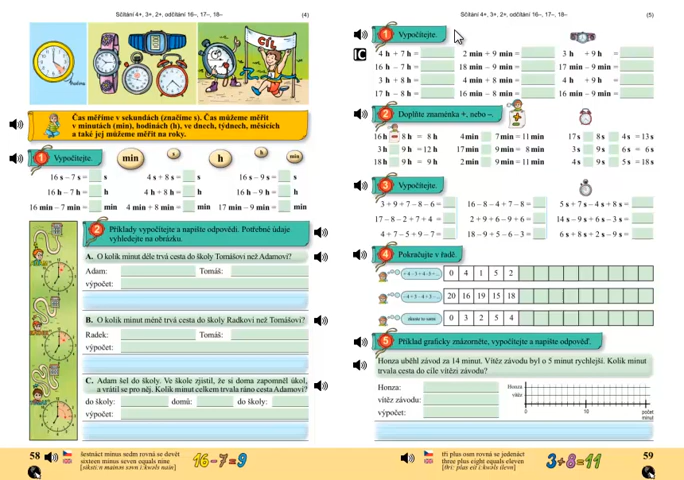 Sčítání 4+, 3+, 2+, odčítání 16–, 17–, 18–
(4)
CÍL
Čas měříme v sekundách (značíme s). Čas můžeme měřit
v minutách (min), hodinách (h), ve dnech, týdnech, měsících
a také jej můžeme měřit na roky.
1 Vypočítejte.
min s h h min
16 s – 7 s = s 4 s + 8 s = s 16 s – 9 s = s
16 h – 7 h = h 4 h + 8 h = h 16 h – 9 h = h
16 min – 7 min = min 4 min + 8 min = min 17 min – 9 min = min
2 Příklady vypočítejte a napište odpovědi. Potřebné údaje
vyhledejte na obrázku.
A. O kolik minut déle trvá cesta do školy Tomášovi než Adamovi?
Adam: Tomáš:
výpočet:
B. O kolik minut méně trvá cesta do školy Radkovi než Tomášovi?
Radek: Tomáš:
výpočet:
C. Adam šel do školy. Ve škole zjistil, že si doma zapomněl úkol,
a vrátil se pro něj. Kolik minut celkem trvala ráno cesta Adamovi?
do školy: domů: do školy:
výpočet:
58
šestnáct minus sedm rovná se devět
sixteen minus seven equals nine
16–7=9
Sčítání 4+, 3+, 2+, odčítání 16–, 17–, 18–
(5)
1 Vypočítejte.
4 h + 7 h = 2 min + 9 min = 3 h + 9 h =
16 h – 7 h = 18 min – 9 min = 17 min – 9 min =
3 h + 8 h = 4 min + 8 min = 4 h + 9 h =
17 h – 8 h = 16 min – 8 min = 16 min – 9 min =
2 Doplňte znaménka +, nebo –.
16 h – 8 h = 8 h 4 min 7 min = 11 min 17 s 8 s 4 s = 13 s
3 h 9 h = 12 h 17 min 9 min = 8 min 3 s 9 s 6 s = 6 s
18 h 9 h = 9 h 2 min 9 min = 11 min 4 s 9 s 5 s = 18 s
3 Vypočítejte.
3 + 9 + 7 – 8 – 6 = 16 – 8 – 4 + 7 – 8 = 5 s + 7 s – 4 s + 8 s =
17 – 8 – 2 + 7 + 4 = 2 + 9 + 6 – 9 + 6 = 14 s – 9 s + 6 s – 3 s =
4 + 7 – 5 + 9 – 7 = 18 – 9 + 5 – 6 – 3 = 6 s + 8 s + 2 s – 9 s =
4 Pokračujte v řadě.
0 4 1 5 2
20 16 19 15 18
0 3 2 5 4
5 Příklad graficky znázorněte, vypočítejte a napište odpověď.
Honza uběhl závod za 14 minut. Vítěz závodu byl o 5 minut rychlejší. Kolik minut
trvala cesta do cíle vítězi závodu?
Honza:
vítěz závodu:
výpočet:
Honza
vítěz
0 10 počet
minut
tři plus osm rovná se jedenáct
three plus eight equals eleven
3+8=11
59